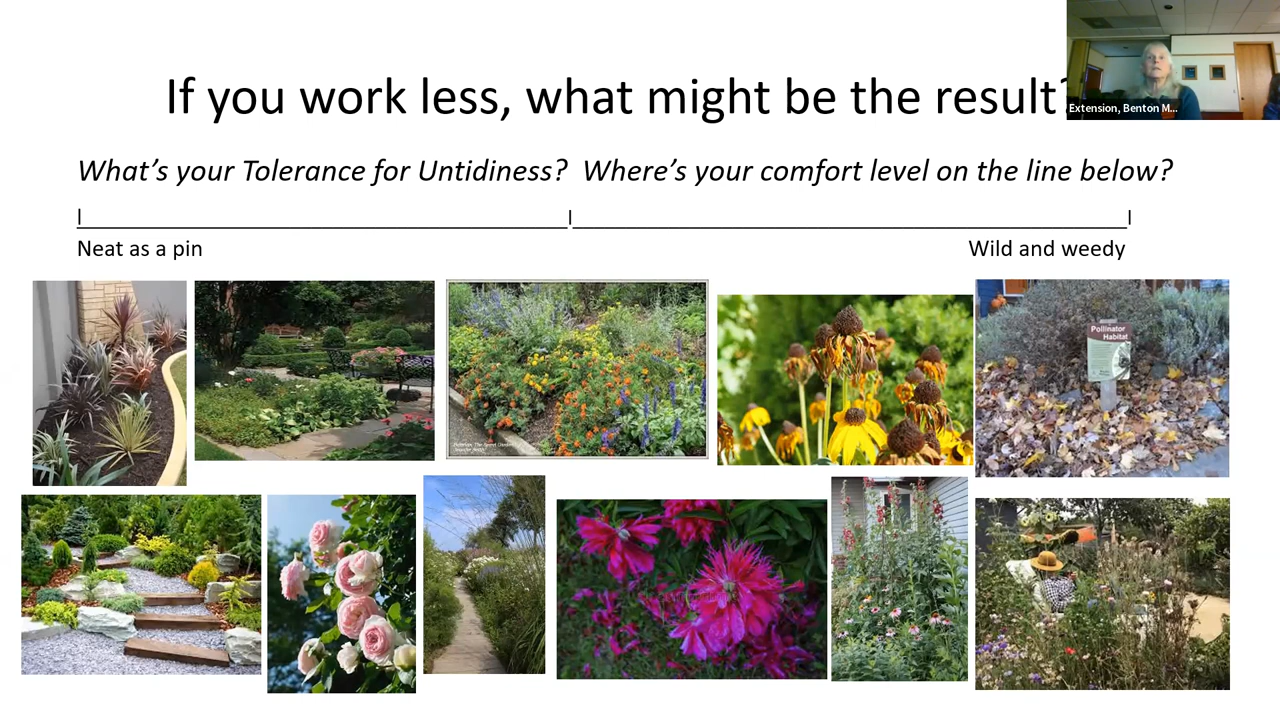 If you work less, what might be the result?
Extension, Benton M...
What's your Tolerance for Untidiness? Where's your comfort level on the line below?
Neat as a pin
Wild and weedy
Pollinator
Habitat